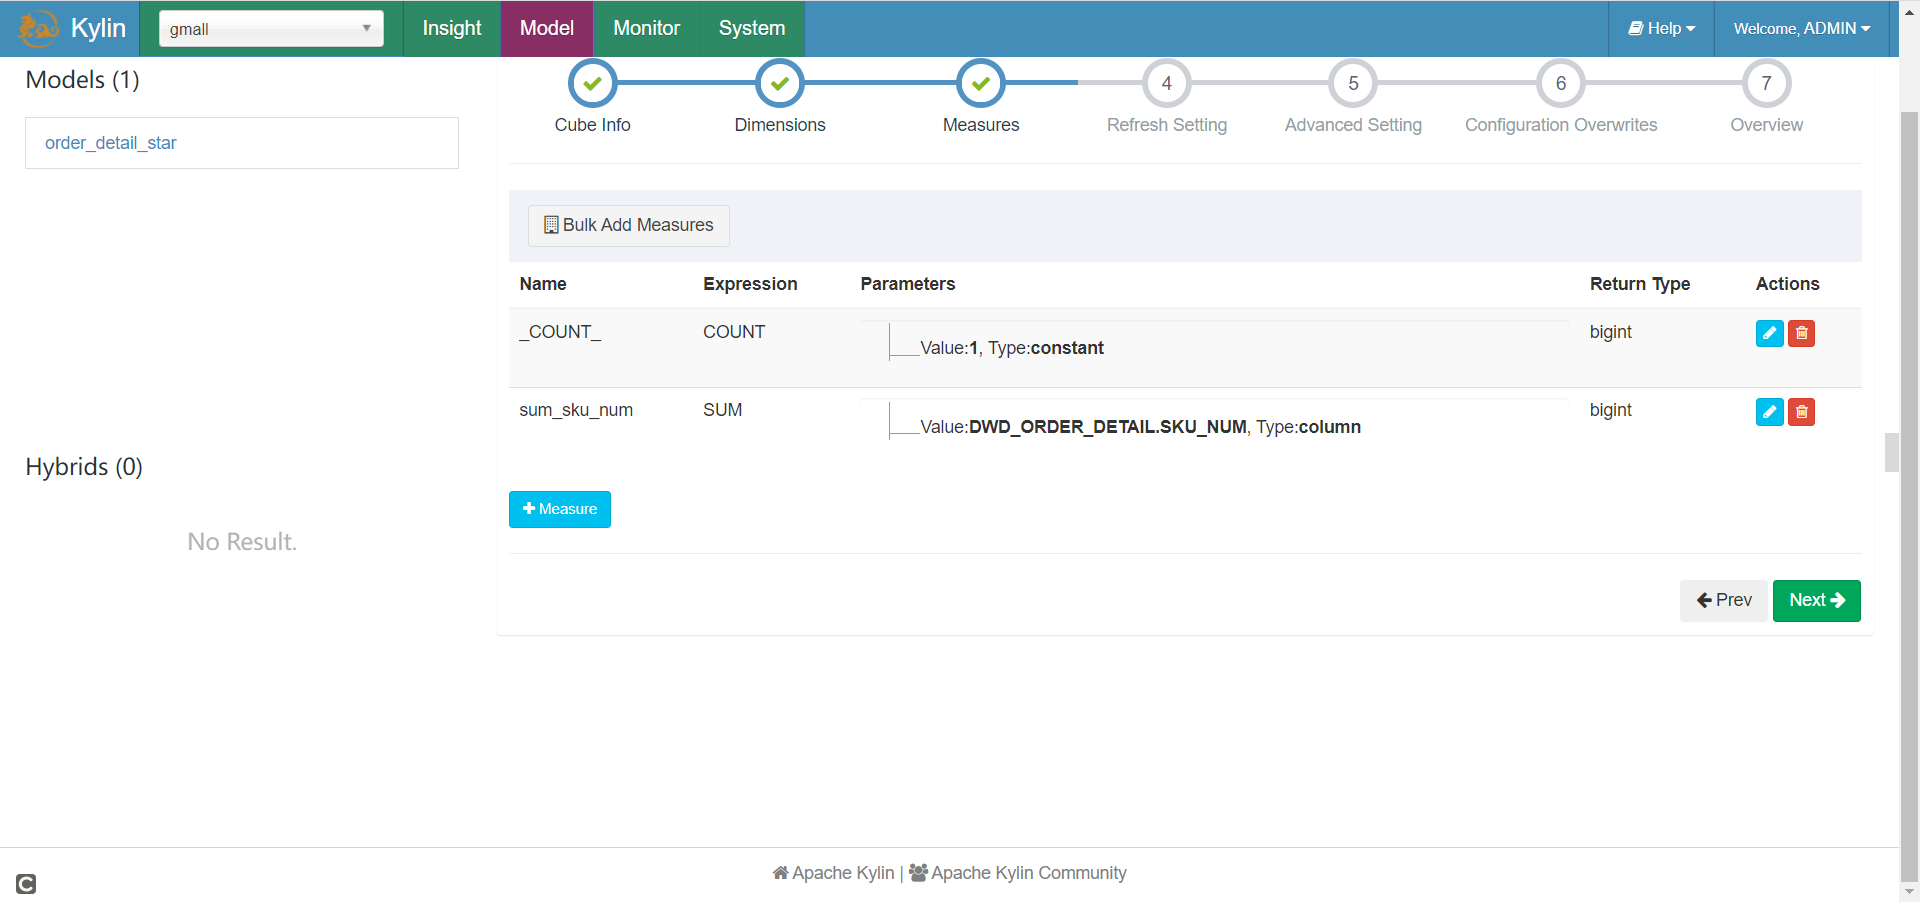 Kylin
gmall
Insight
Model
Monitor
System
Help
Welcome, ADMIN
Models (1)
order_detail_star
Hybrids (0)
No Result.
4
5
6
7
Cube Info
Dimensions
Measures
Refresh Setting
Advanced Setting
Configuration Overwrites
Overview
Bulk Add Measures
Name Expression Parameters Return Type Actions
_COUNT_ COUNT Value:1, Type:constant bigint
sum_sku_num SUM Value:DWD_ORDER_DETAIL.SKU_NUM, Type:column bigint
Measure
Prev
Next
Apache Kylin | Apache Kylin Community